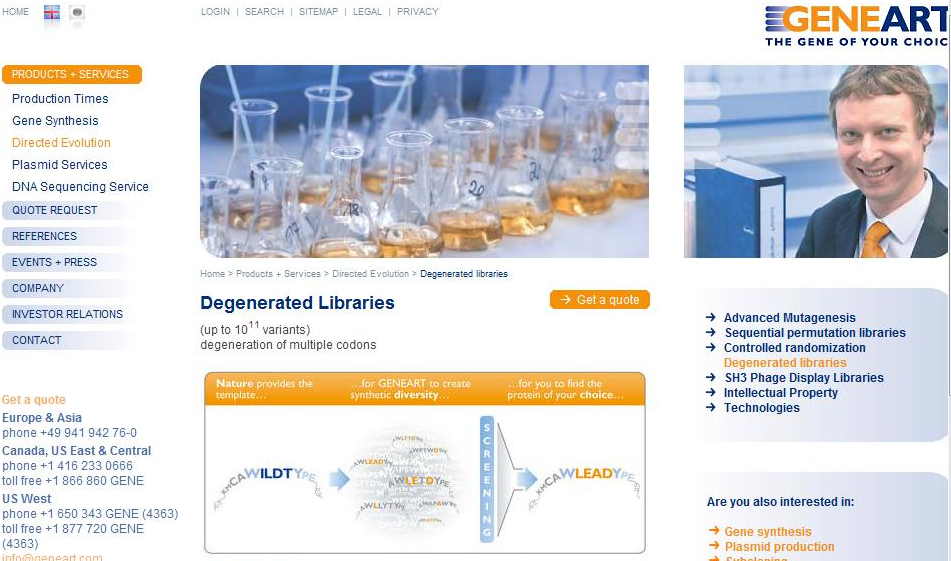 HOME
LOGIN | SEARCH | SITEMAP | LEGAL | PRIVACY
GENEART
THE GENE OF YOUR CHOIC
PRODUCTS + SERVICES
Production Times
Gene Synthesis
Directed Evolution
Plasmid Services
DNA Sequencing Service
QUOTE REQUEST
REFERENCES
EVENTS + PRESS
COMPANY
INVESTOR RELATIONS
CONTACT
Get a quote
Europe & Asia
phone +49 941 942 76-0
Canada, US East & Central
phone +1 416 233 0666
toll free +1 866 860 GENE
US West
phone +1 650 343 GENE (4363)
toll free +1 877 720 GENE
(4363)
info@geneart.com
20
20
18
Home > Products + Services > Directed Evolution > Degenerated libraries
Degenerated Libraries
Get a quote
(up to 10^11 variants)
degeneration of multiple codons
Nature provides the
template…
…for GENEART to create
synthetic diversity…
…for you to find the
protein of your choice…
AWILDTYPE
AWLEADY
AWLETDYPE
AWLLYTY
SCREENING
AWLEADYPE
Advanced Mutagenesis
Sequential permutation libraries
Controlled randomization
Degenerated libraries
SH3 Phage Display Libraries
Intellectual Property
Technologies
Are you also interested in:
Gene synthesis
Plasmid production
Subcloning